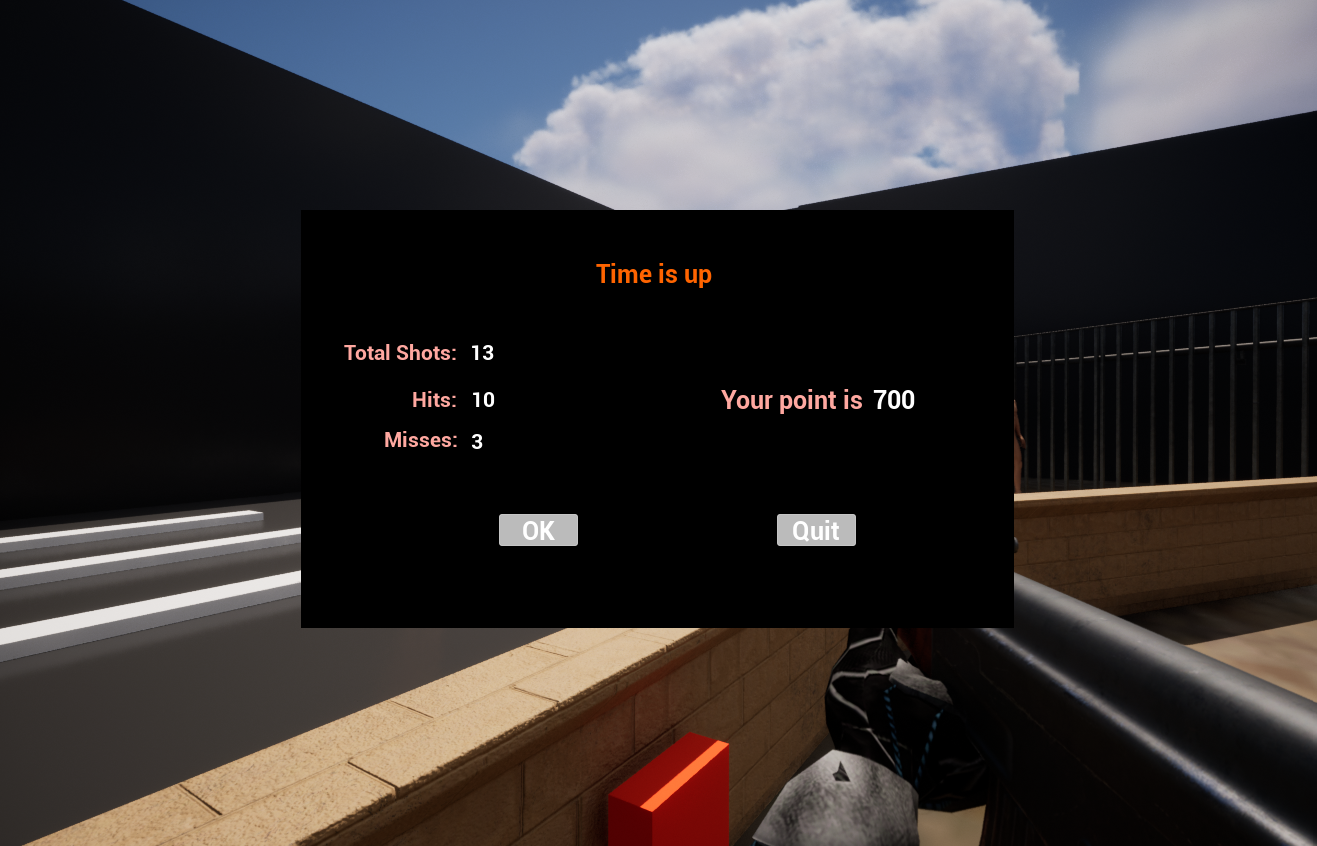 Time is up
Total Shots: 13
Hits: 10
Misses: 3
Your point is 700
OK
Quit